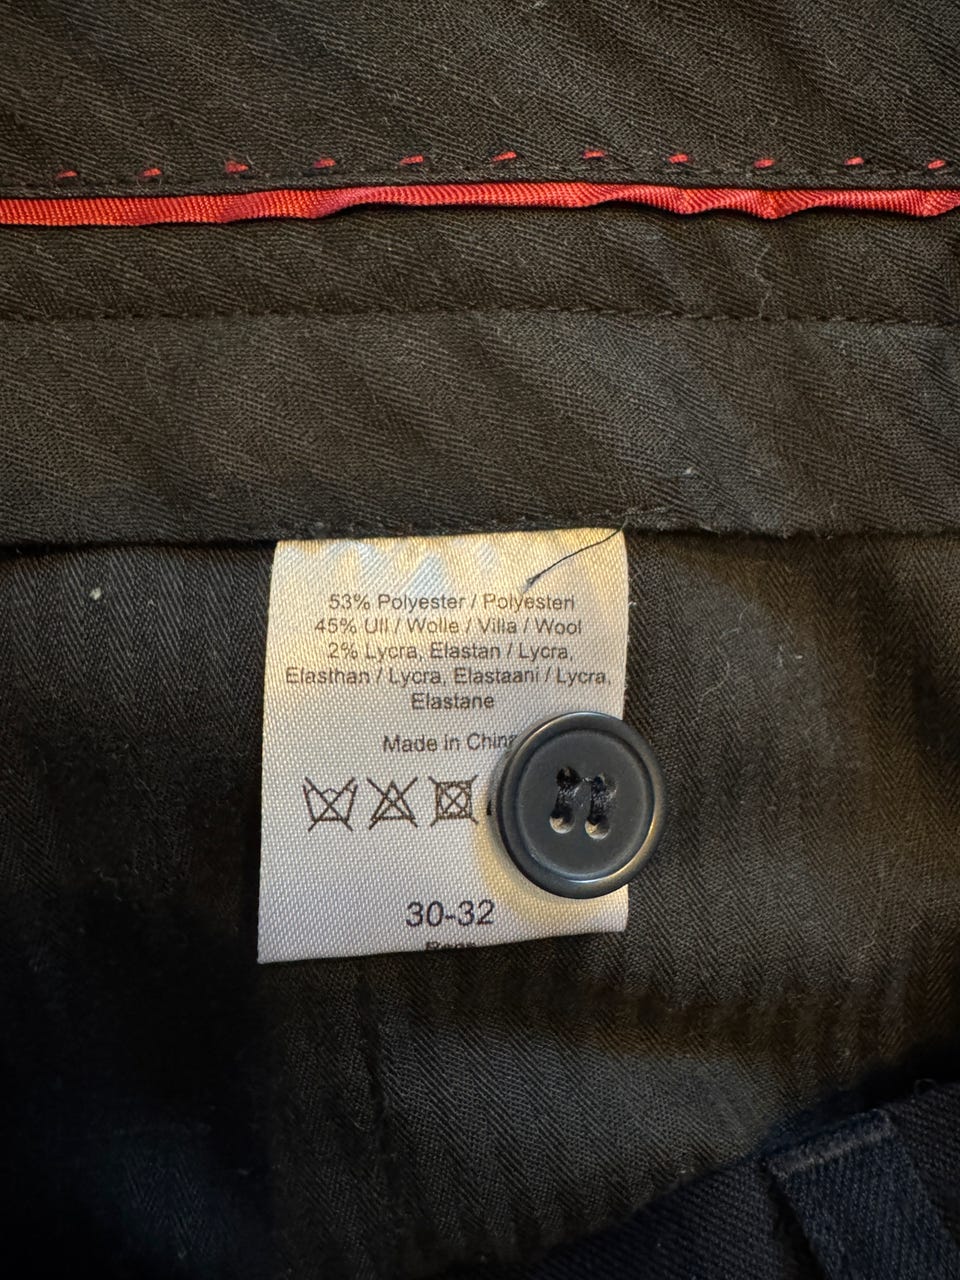 53% Polyester / Polyesteri
45% Ull / Wolle / Villa / Wool
2% Lycra, Elastan / Lycra,
Elasthan / Lycra, Elastaani / Lycra,
Elastane
Made in China
30-32